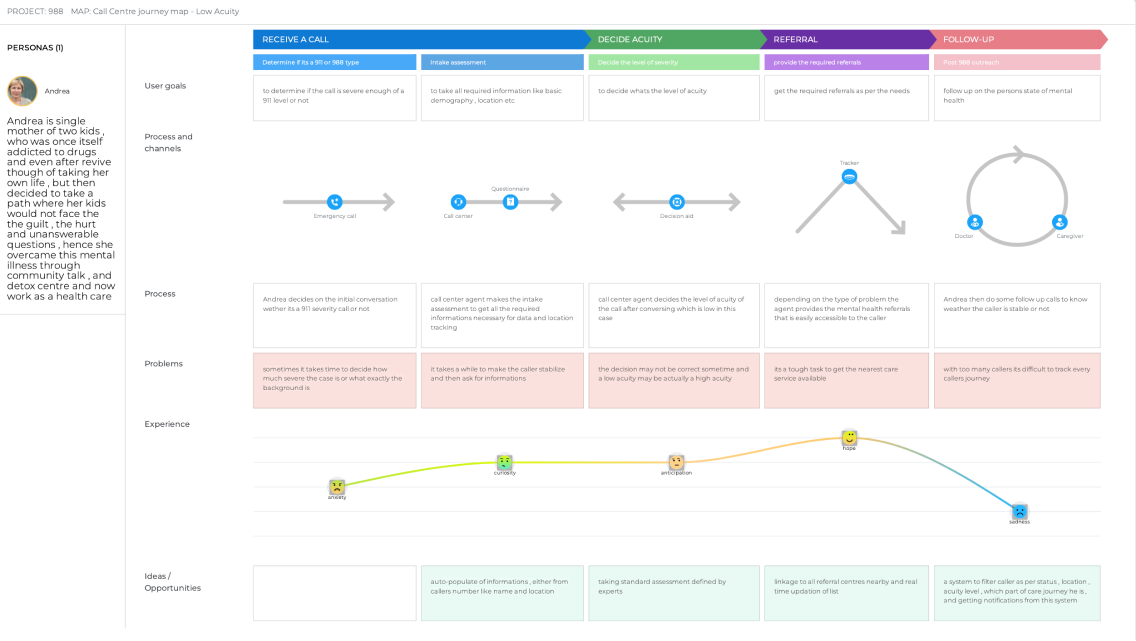 PROJECT: 988 MAP: Call Centre journey map - Low Acuity
PERSONAS (1)
Andrea
Andrea is single
mother of two kids ,
who was once itself
addicted to drugs
and even after revive
though of taking her
own life , but then
decided to take a
path where her kids
would not face the
the guilt , the hurt
and unanswerable
questions , hence she
overcame this mental
illness through
community talk , and
detox centre and now
work as a health care
RECEIVE A CALL
DECIDE ACUITY
REFERRAL
FOLLOW-UP
Determine if its a 911 or 988 type
Intake assessment
Decide the level of severity
provide the required referrals
Post 988 outreach
User goals
to determine if the call is severe enough of a
911 level or not
to take all required information like basic
demography , location etc
to decide whats the level of acuity
get the required referrals as per the needs
follow up on the persons state of mental
health
Process and
channels
Emergency call
Call center
Questionnaire
Decision aid
Tracker
Doctor
Caregiver
Process
Andrea decides on the initial conversation
wether its a 911 severity call or not
call center agent makes the intake
assessment to get all the required
informations necessary for data and location
tracking
call center agent decides the level of acuity of
the call after conversing which is low in this
case
depending on the type of problem the
agent provides the mental health referrals
that is easily accessible to the caller
Andrea then do some follow up calls to know
weather the caller is stable or not
Problems
sometimes it takes time to decide how
much severe the case is or what exactly the
background is
it takes a while to make the caller stabilize
and then ask for informations
the decision may not be correct sometime and
a low acuity may be actually a high acuity
its a tough task to get the nearest care
service available
with too many callers its difficult to track every
callers journey
Experience
anxiety
curiosity
anticipation
hope
sadness
Ideas /
Opportunities
auto-populate of informations , either from
callers number like name and location
taking standard assessment defined by
experts
linkage to all referral centres nearby and real
time updation of list
a system to filter caller as per status , location ,
acuity level , which part of care journey he is ,
and getting notifications from this system